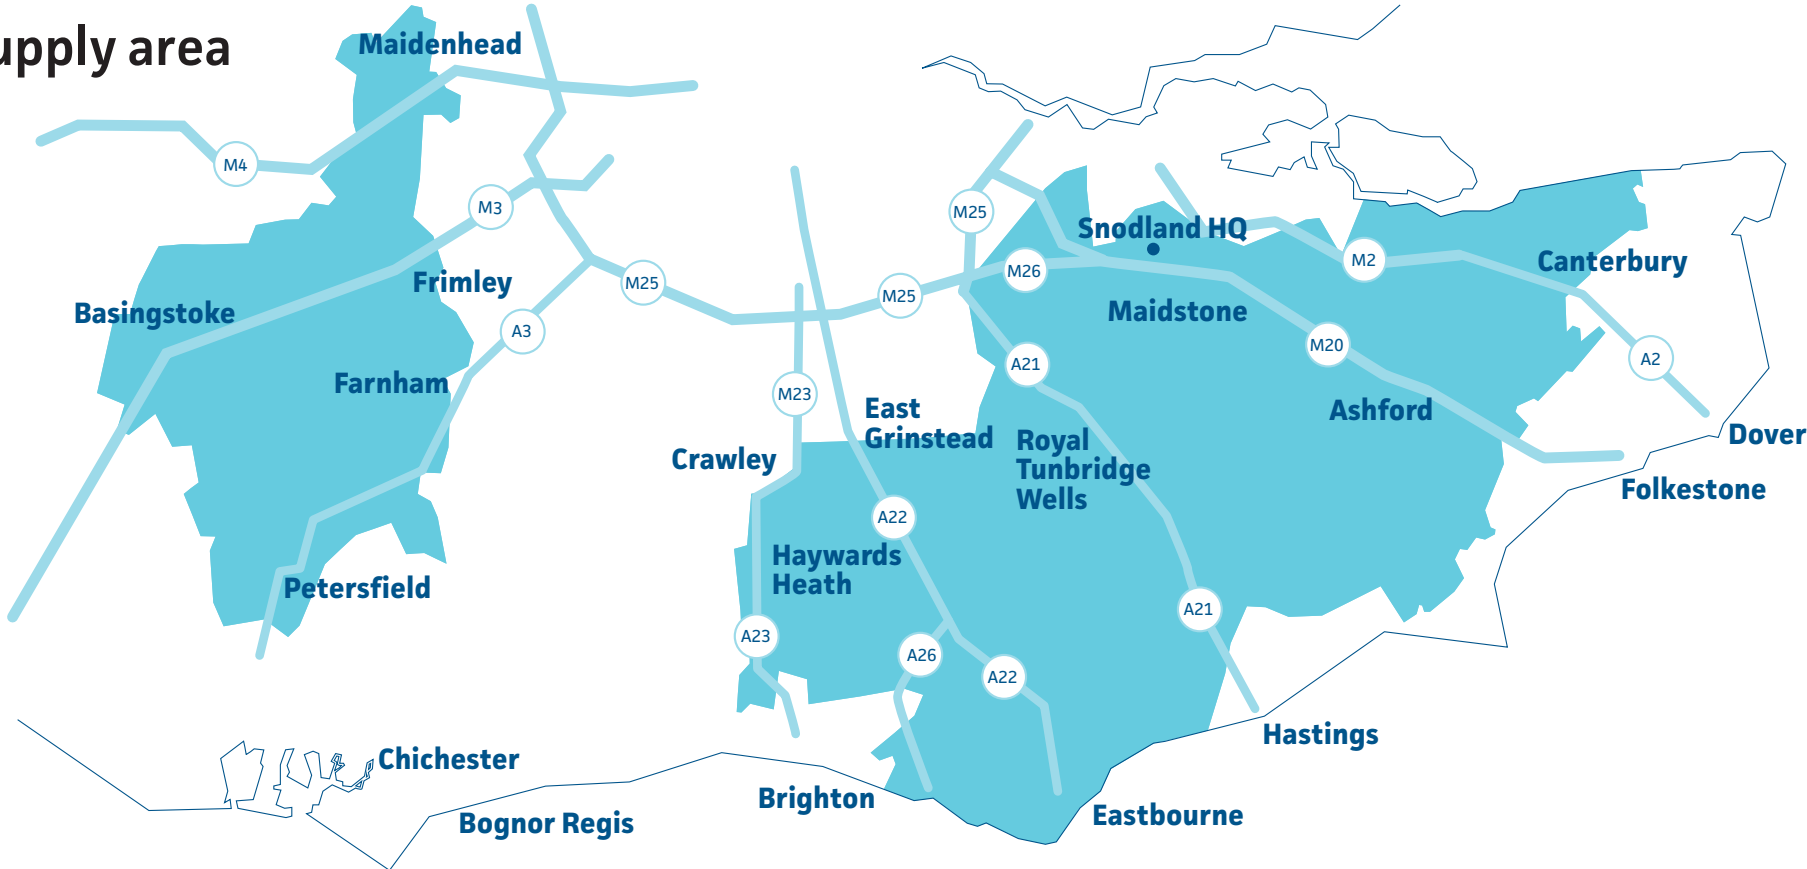 upply area
Maidenhead
M4
M3
M25
Snodland HQ
M2
Canterbury
Frimley
M25
M26
M25
Basingstoke
A3
Maidstone
M20
A2
Farnham
A21
M23
East
Grinstead
Ashford
Dover
Crawley
Royal
Tunbridge
Wells
Folkestone
A22
Haywards
Heath
Petersfield
A23
A26
A22
A21
Hastings
Chichester
Brighton
Eastbourne
Bognor Regis